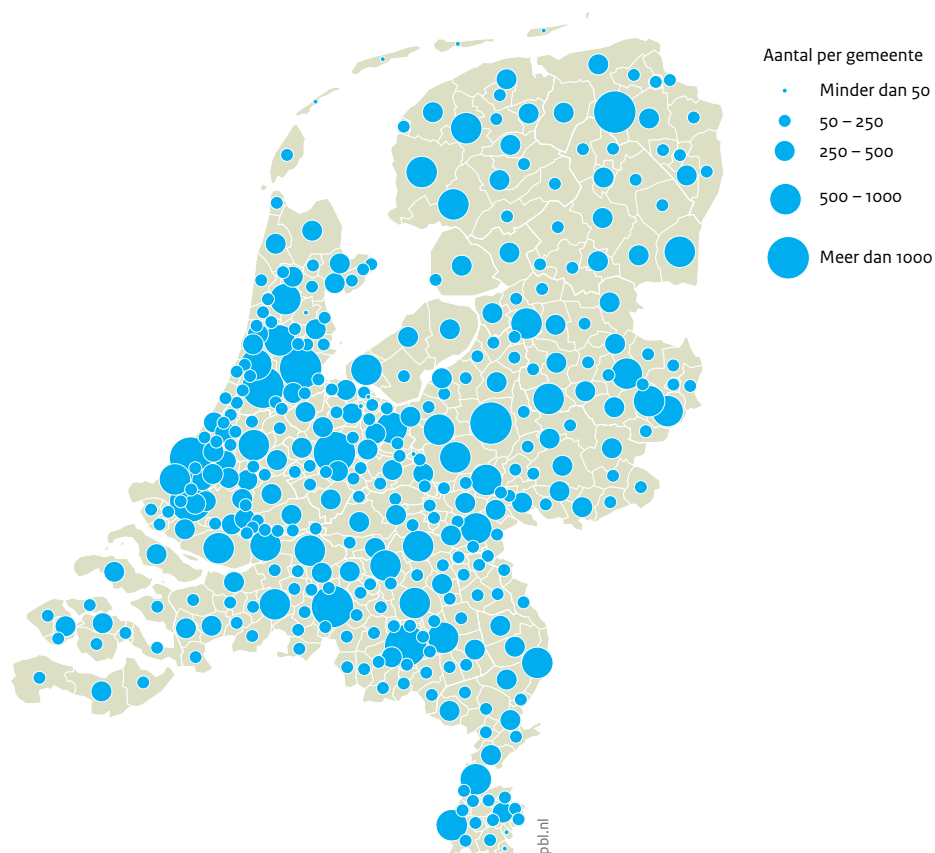 Aantal per gemeente
Minder dan 50
50 – 250
250 – 500
500 – 1000
Meer dan 1000
pbl.nl